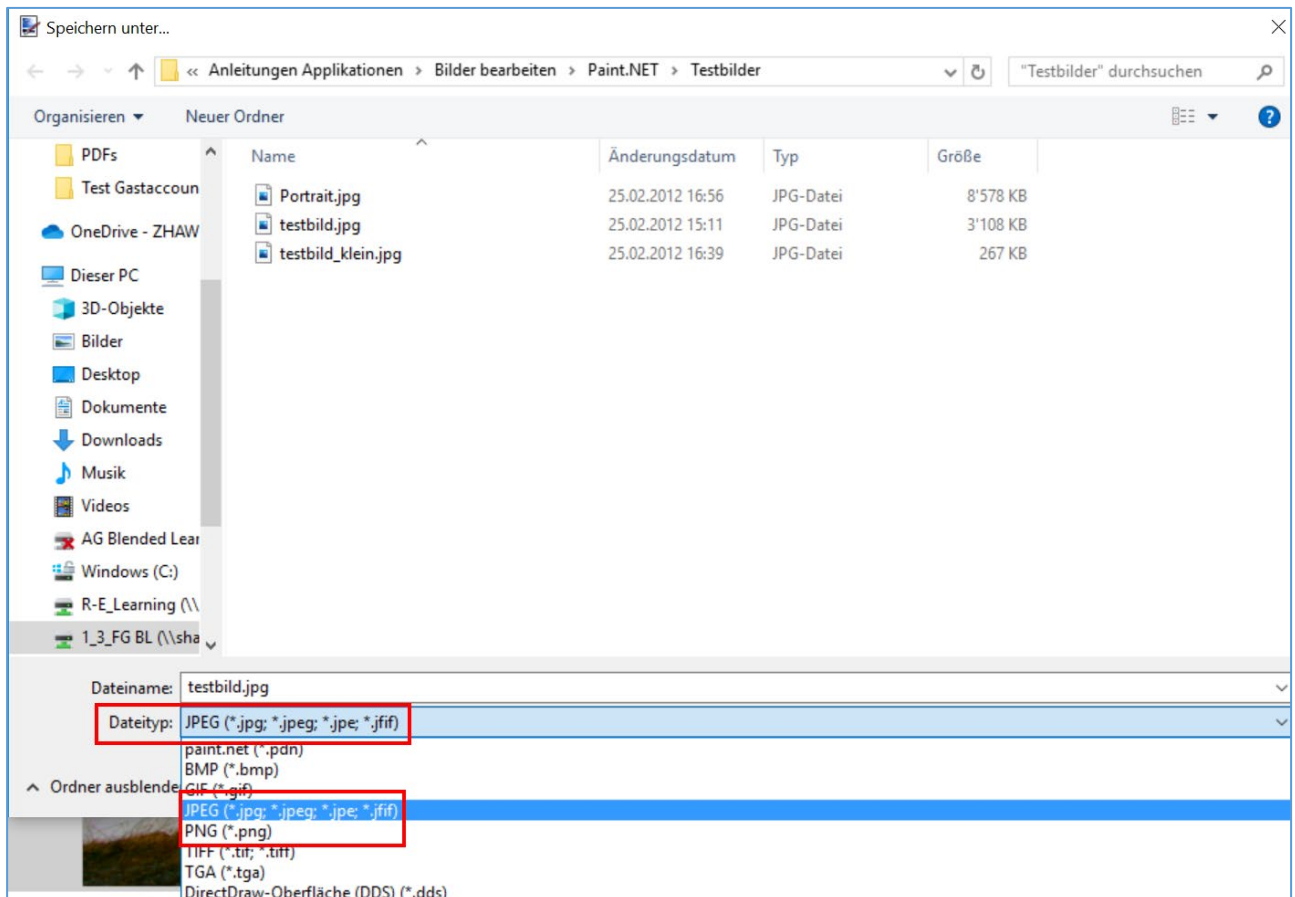 Speichern unter...
« Anleitungen Applikationen › Bilder bearbeiten › Paint.NET › Testbilder
"Testbilder" durchsuchen
Organisieren
Neuer Ordner
Name
Änderungsdatum
Typ
Größe
PDFs
Test Gastaccoun
OneDrive - ZHAW
Dieser PC
3D-Objekte
Bilder
Desktop
Dokumente
Downloads
Musik
Videos
AG Blended Lear
Windows (C:)
R-E_Learning (\\
1_3_FG BL (\\sha
Portrait.jpg 25.02.2012 16:56 JPG-Datei 8'578 KB
testbild.jpg 25.02.2012 15:11 JPG-Datei 3'108 KB
testbild_klein.jpg 25.02.2012 16:39 JPG-Datei 267 KB
Dateiname: testbild.jpg
Dateityp: JPEG (*.jpg; *.jpeg; *.jpe; *.jfif)
Ordner ausblende
paint.net (*.pdn)
BMP (*.bmp)
GIF (*.gif)
JPEG (*.jpg; *.jpeg; *.jpe; *.jfif)
PNG (*.png)
TIFF (*.tif; *.tiff)
TGA (*.tga)
DirectDraw-Oberfläche (DDS) (*.dds)